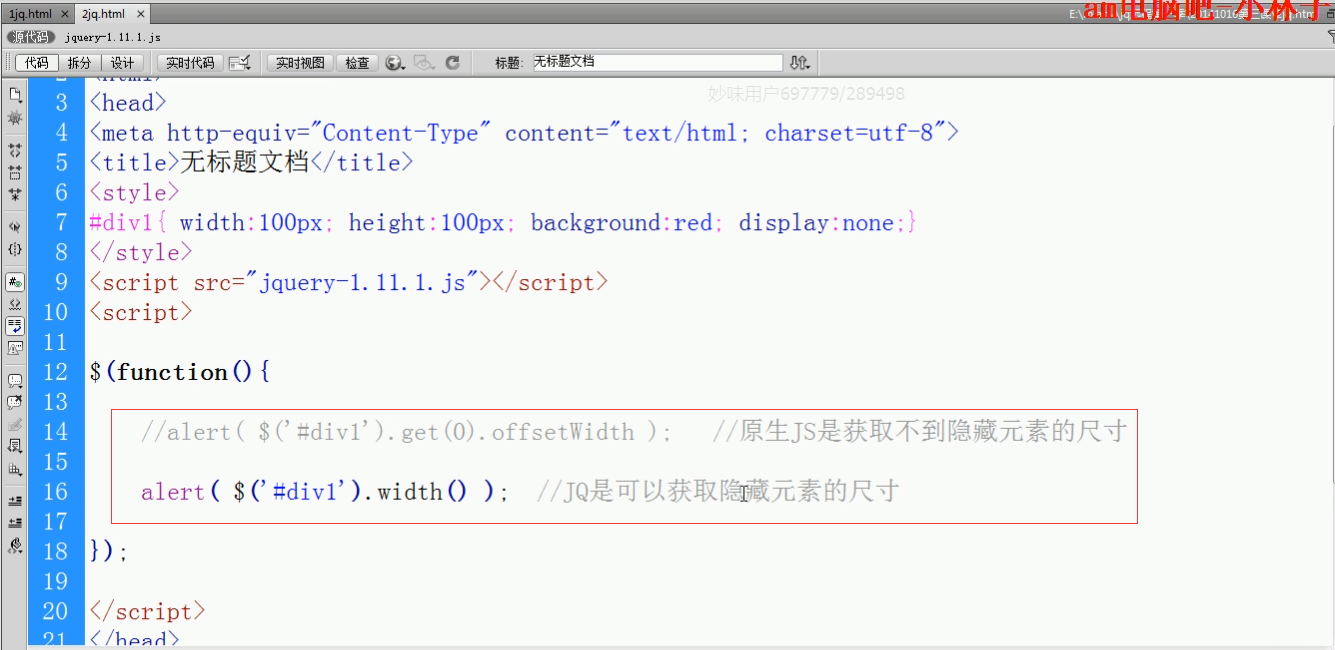 1jq.html × 2jq.html ×
am电脑吧-小林子
源代码 jquery-1.11.1.js
代码 拆分 设计 实时代码 实时视图 检查 标题: 无标题文档
妙味用户697779/289498
2 <html>
3 <head>
4 <meta http-equiv="Content-Type" content="text/html; charset=utf-8">
5 <title>无标题文档</title>
6 <style>
7 #div1{ width:100px; height:100px; background:red; display:none;}
8 </style>
9 <script src="jquery-1.11.1.js"></script>
10 <script>
11
12 $(function(){
13
14 //alert( $('#div1').get(0).offsetWidth ); //原生JS是获取不到隐藏元素的尺寸
15
16 alert( $('#div1').width() ); //JQ是可以获取隐藏元素的尺寸
17
18 });
19
20 </script>
21 </head>